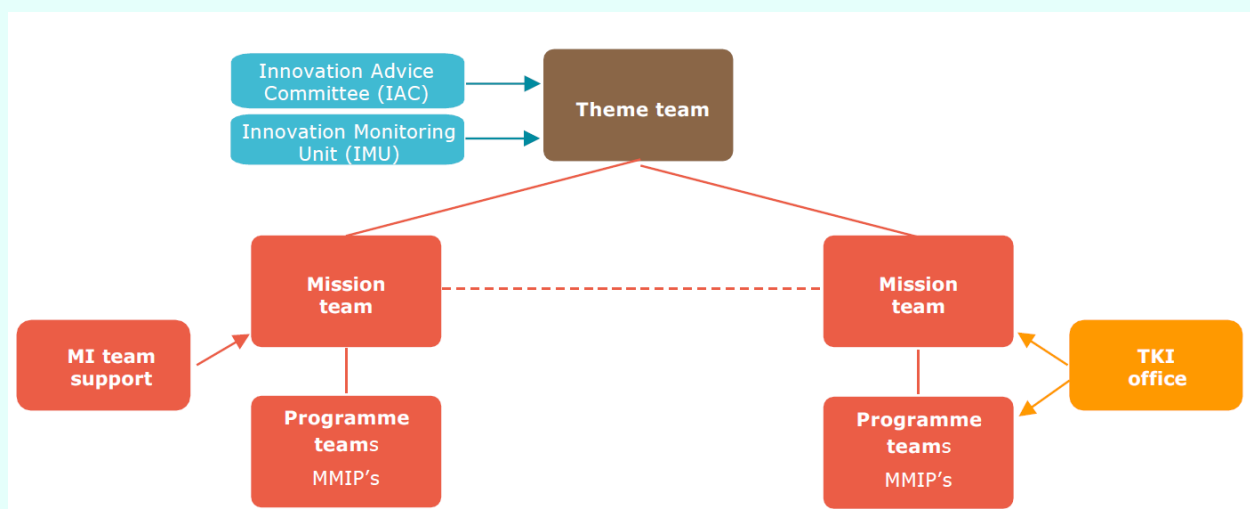 Innovation Advice
Committee (IAC)
Theme team
Innovation Monitoring
Unit (IMU)
Mission
team
Mission
team
MI team
support
TKI
office
Programme
teams
MMIP's
Programme
teams
MMIP's